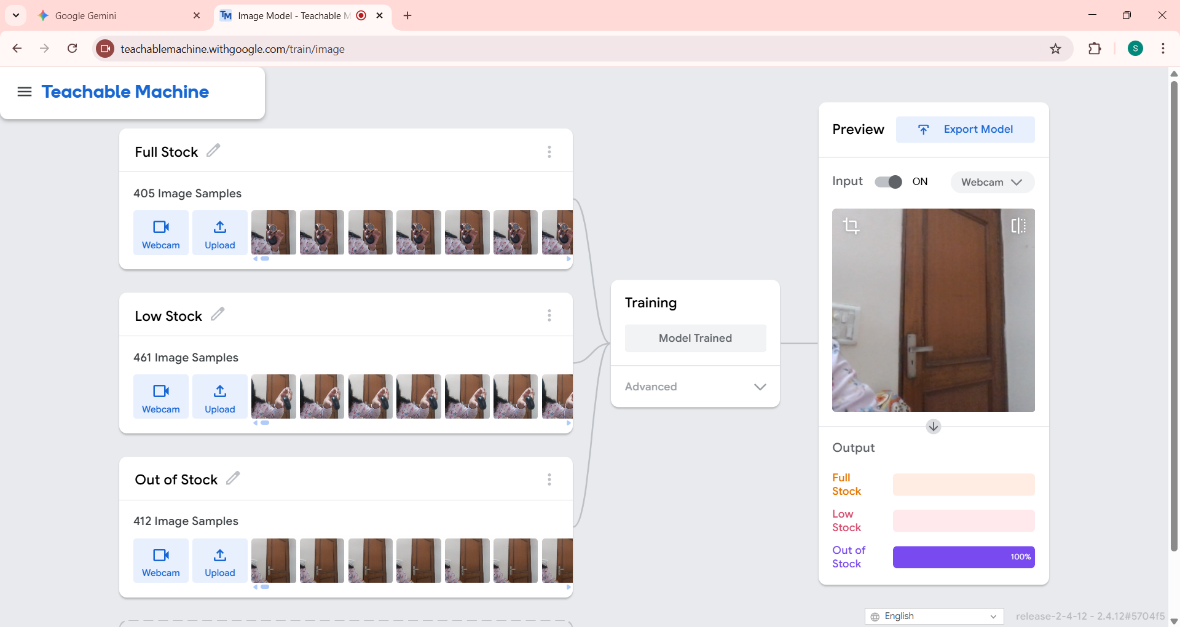 Google Gemini
Image Model - Teachable M
teachablemachine.withgoogle.com/train/image
S
Teachable Machine
Full Stock
405 Image Samples
Webcam
Upload
Low Stock
461 Image Samples
Webcam
Upload
Out of Stock
412 Image Samples
Webcam
Upload
Training
Model Trained
Advanced
Preview
Export Model
Input
ON
Webcam
Output
Full
Stock
Low
Stock
Out of
Stock
100%
English
release-2-4-12 - 2.4.12#5704f5